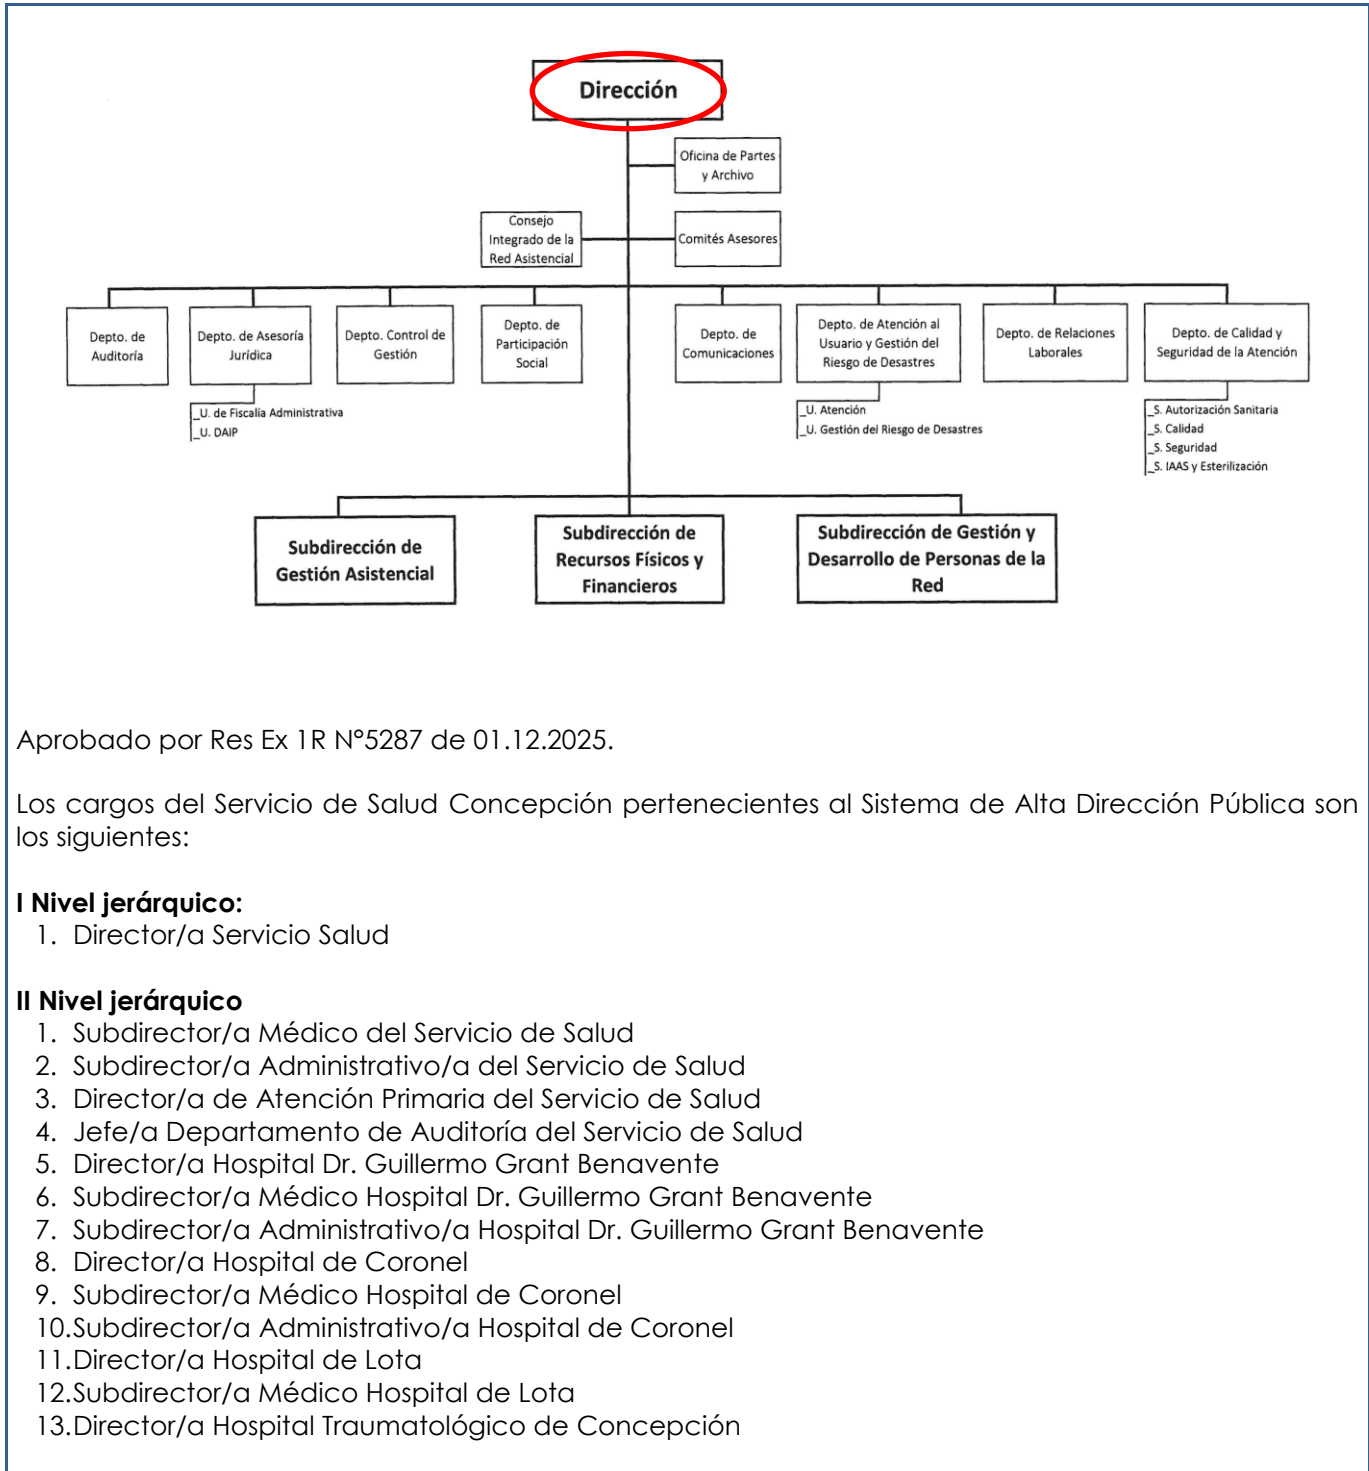 Dirección
Oficina de Partes
y Archivo
Consejo
Integrado de la
Red Asistencial
Comités Asesores
Depto. de
Auditoría
Depto. de Asesoría
Jurídica
_U. de Fiscalía Administrativa
_U. DAIP
Depto. Control de
Gestión
Depto. de
Participación
Social
Depto. de
Comunicaciones
Depto. de Atención al
Usuario y Gestión del
Riesgo de Desastres
_U. Atención
_U. Gestión del Riesgo de Desastres
Depto. de Relaciones
Laborales
Depto. de Calidad y
Seguridad de la Atención
_S. Autorización Sanitaria
_S. Calidad
_S. Seguridad
_S. IAAS y Esterilización
Subdirección de
Gestión Asistencial
Subdirección de
Recursos Físicos y
Financieros
Subdirección de Gestión y
Desarrollo de Personas de la
Red
Aprobado por Res Ex 1R N°5287 de 01.12.2025.
Los cargos del Servicio de Salud Concepción pertenecientes al Sistema de Alta Dirección Pública son
los siguientes:
I Nivel jerárquico:
1. Director/a Servicio Salud
II Nivel jerárquico
1. Subdirector/a Médico del Servicio de Salud
2. Subdirector/a Administrativo/a del Servicio de Salud
3. Director/a de Atención Primaria del Servicio de Salud
4. Jefe/a Departamento de Auditoría del Servicio de Salud
5. Director/a Hospital Dr. Guillermo Grant Benavente
6. Subdirector/a Médico Hospital Dr. Guillermo Grant Benavente
7. Subdirector/a Administrativo/a Hospital Dr. Guillermo Grant Benavente
8. Director/a Hospital de Coronel
9. Subdirector/a Médico Hospital de Coronel
10.Subdirector/a Administrativo/a Hospital de Coronel
11.Director/a Hospital de Lota
12.Subdirector/a Médico Hospital de Lota
13.Director/a Hospital Traumatológico de Concepción